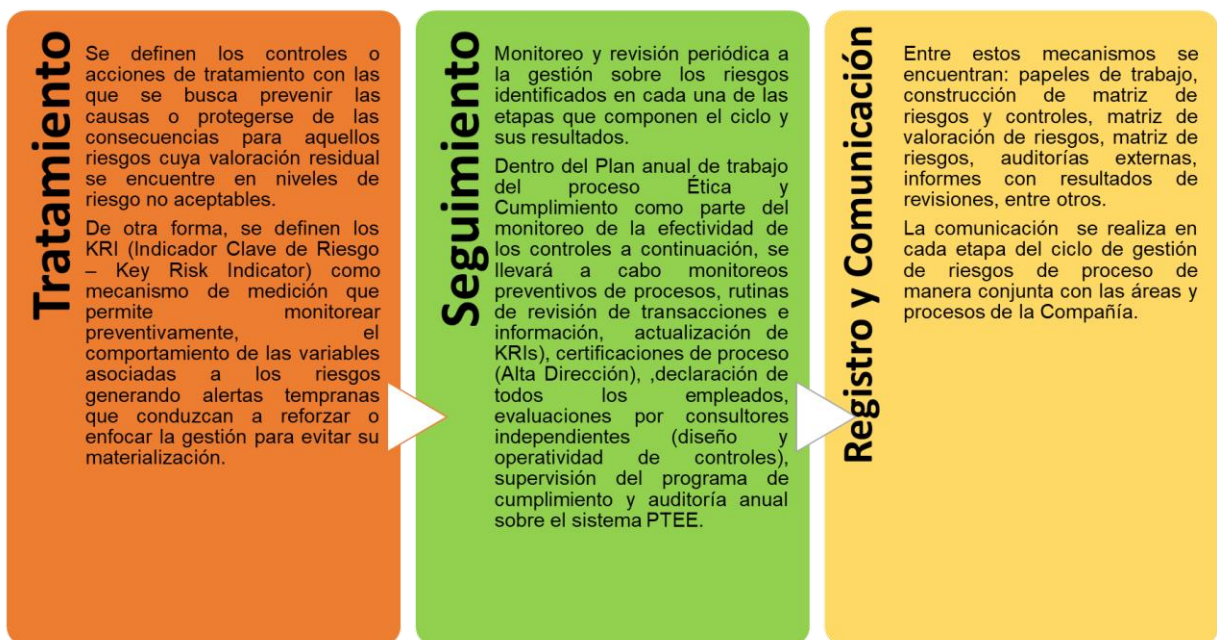 Tratamiento
Se definen los controles o
acciones de tratamiento con las
que se busca prevenir las
causas o protegerse de las
consecuencias para aquellos
riesgos cuya valoración residual
se encuentre en niveles de
riesgo no aceptables.
De otra forma, se definen los
KRI (Indicador Clave de Riesgo
– Key Risk Indicator) como
mecanismo de medición que
permite monitorear
preventivamente, el
comportamiento de las variables
asociadas a los riesgos
generando alertas tempranas
que conduzcan a reforzar o
enfocar la gestión para evitar su
materialización.
Seguimiento
Monitoreo y revisión periódica a
la gestión sobre los riesgos
identificados en cada una de las
etapas que componen el ciclo y
sus resultados.
Dentro del Plan anual de trabajo
del proceso Ética y
Cumplimiento como parte del
monitoreo de la efectividad de
los controles a continuación, se
llevará a cabo monitoreos
preventivos de procesos, rutinas
de revisión de transacciones e
información, actualización de
KRIs), certificaciones de proceso
(Alta Dirección), ,declaración de
todos los empleados,
evaluaciones por consultores
independientes (diseño y
operatividad de controles),
supervisión del programa de
cumplimiento y auditoría anual
sobre el sistema PTEE.
Registro y Comunicación
Entre estos mecanismos se
encuentran: papeles de trabajo,
construcción de matriz de
riesgos y controles, matriz de
valoración de riesgos, matriz de
riesgos, auditorías externas,
informes con resultados de
revisiones, entre otros.
La comunicación se realiza en
cada etapa del ciclo de gestión
de riesgos de proceso de
manera conjunta con las áreas y
procesos de la Compañía.